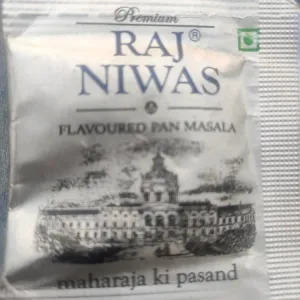 Premium
RAJ®
NIWAS
FLAVOURED PAN MASALA
maharaja ki pasand